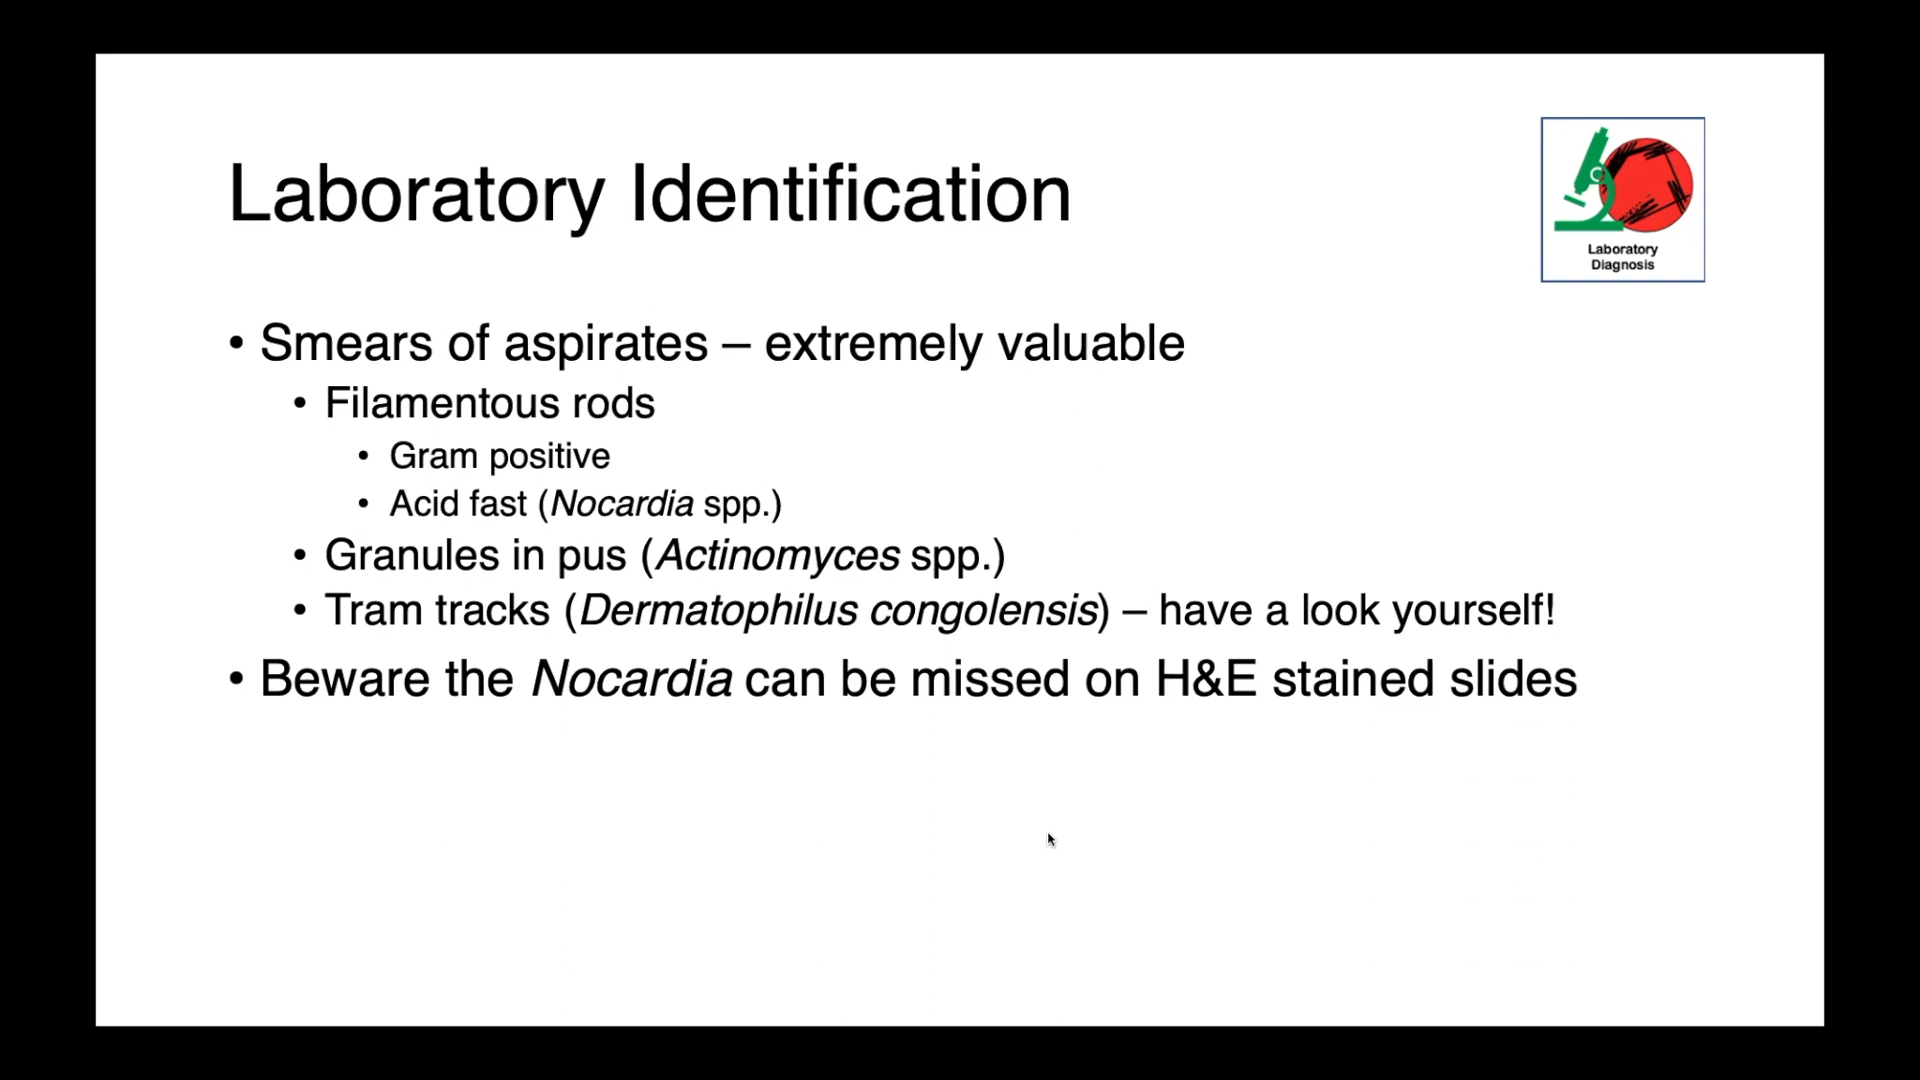 Laboratory Identification
Laboratory
Diagnosis
• Smears of aspirates – extremely valuable
• Filamentous rods
• Gram positive
• Acid fast (Nocardia spp.)
• Granules in pus (Actinomyces spp.)
• Tram tracks (Dermatophilus congolensis) – have a look yourself!
• Beware the Nocardia can be missed on H&E stained slides